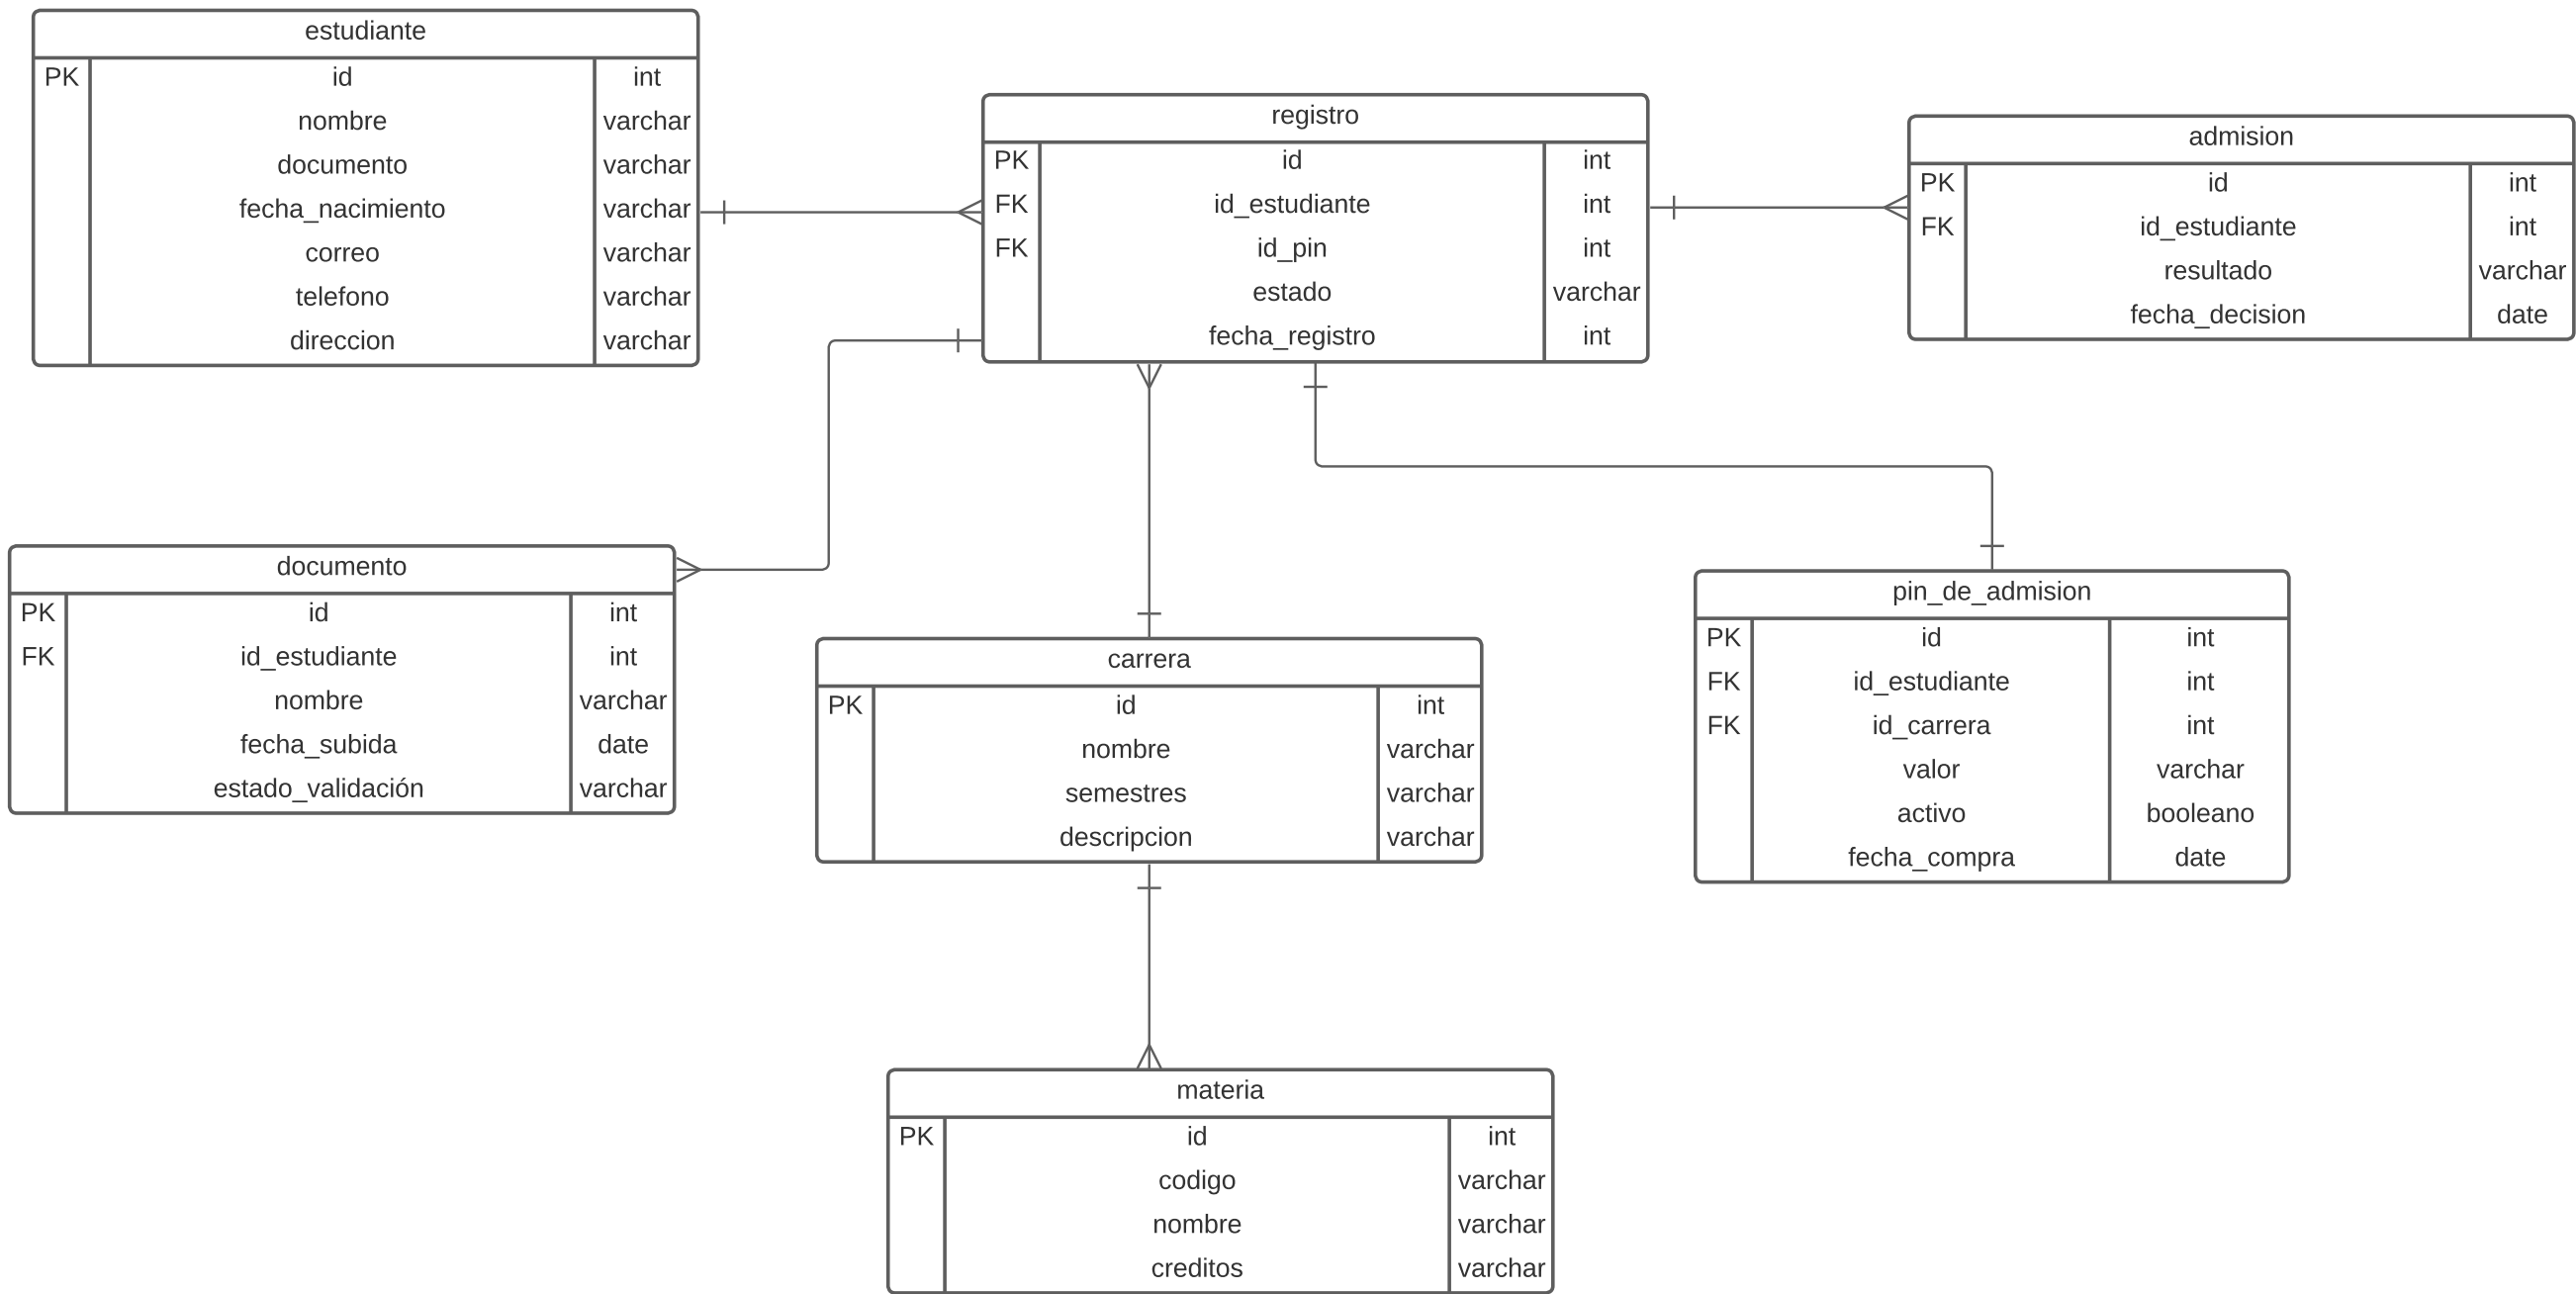 estudiante
PK id int
nombre varchar
documento varchar
fecha_nacimiento varchar
correo varchar
telefono varchar
direccion varchar
registro
PK id int
FK id_estudiante int
FK id_pin int
estado varchar
fecha_registro int
admision
PK id int
FK id_estudiante int
resultado varchar
fecha_decision date
documento
PK id int
FK id_estudiante int
nombre varchar
fecha_subida date
estado_validación varchar
carrera
PK id int
nombre varchar
semestres varchar
descripcion varchar
pin_de_admision
PK id int
FK id_estudiante int
FK id_carrera int
valor varchar
activo booleano
fecha_compra date
materia
PK id int
codigo varchar
nombre varchar
creditos varchar